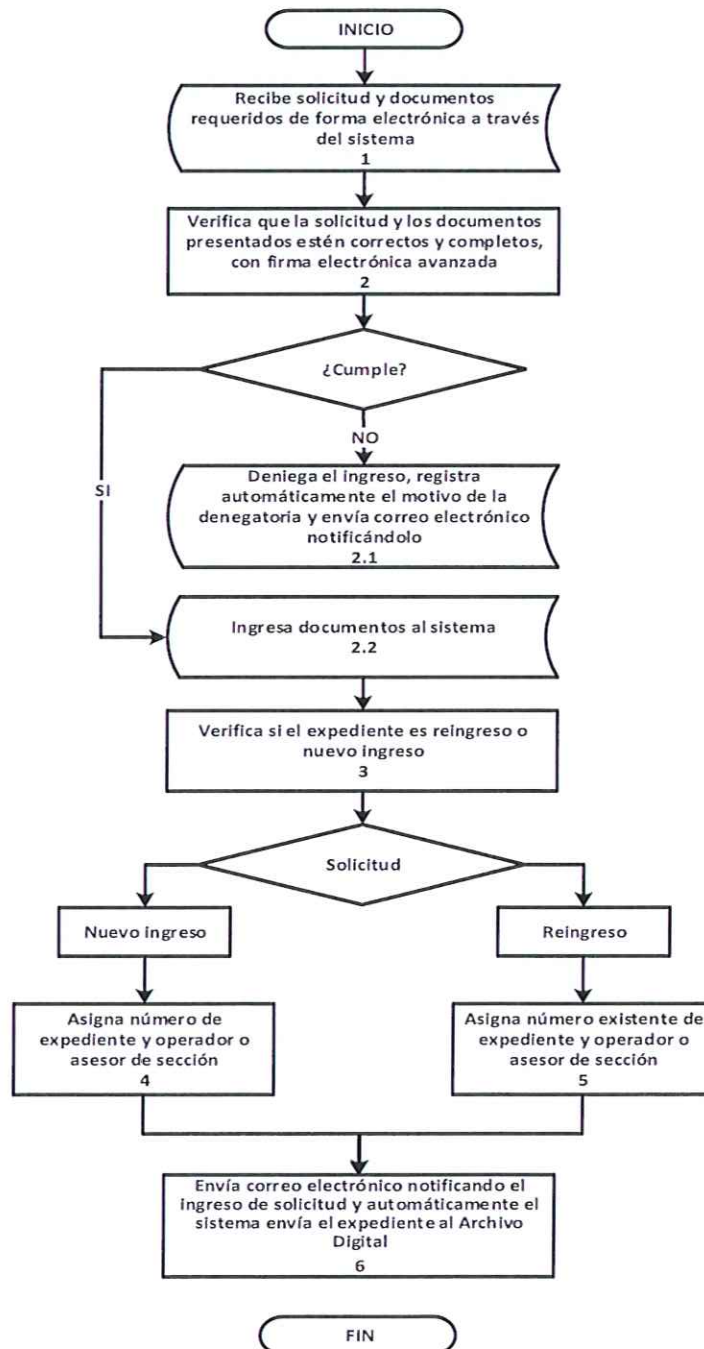 INICIO
Recibe solicitud y documentos
requeridos de forma electrónica a través
del sistema
1
Verifica que la solicitud y los documentos
presentados estén correctos y completos,
con firma electrónica avanzada
2
¿Cumple?
NO
SI
Deniega el ingreso, registra
automáticamente el motivo de la
denegatoria y envía correo electrónico
notificándolo
2.1
Ingresa documentos al sistema
2.2
Verifica si el expediente es reingreso o
nuevo ingreso
3
Solicitud
Nuevo ingreso
Reingreso
Asigna número de
expediente y operador o
asesor de sección
4
Asigna número existente de
expediente y operador o
asesor de sección
5
Envía correo electrónico notificando el
ingreso de solicitud y automáticamente el
sistema envía el expediente al Archivo
Digital
6
FIN